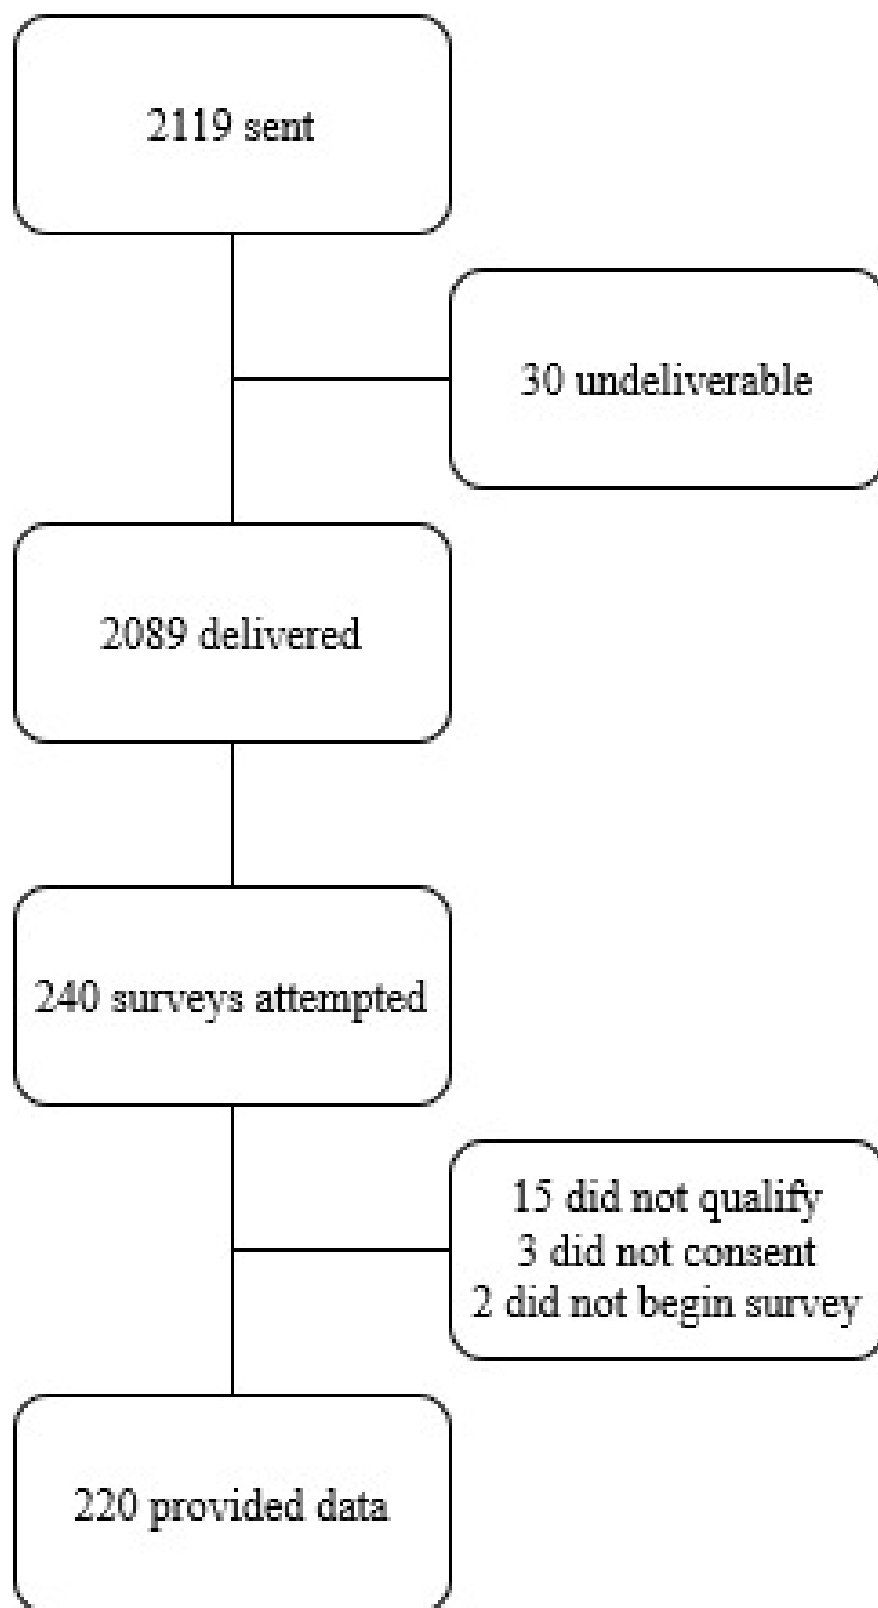 2119 sent
30 undeliverable
2089 delivered
240 surveys attempted
15 did not qualify
3 did not consent
2 did not begin survey
220 provided data